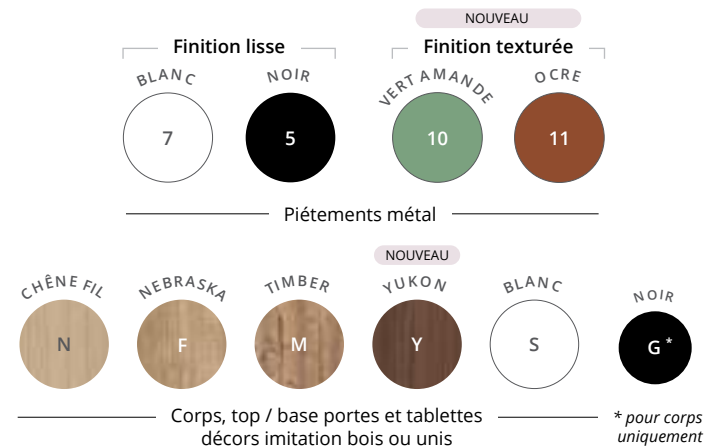 NOUVEAU
Finition lisse
Finition texturée
BLANC
NOIR
VERT AMANDE
OCRE
7
5
10
11
Piétements métal
NOUVEAU
CHÊNE FIL
NEBRASKA
TIMBER
YUKON
BLANC
NOIR
N
F
M
Y
S
G *
Corps, top / base portes et tablettes
décors imitation bois ou unis
* pour corps
uniquement